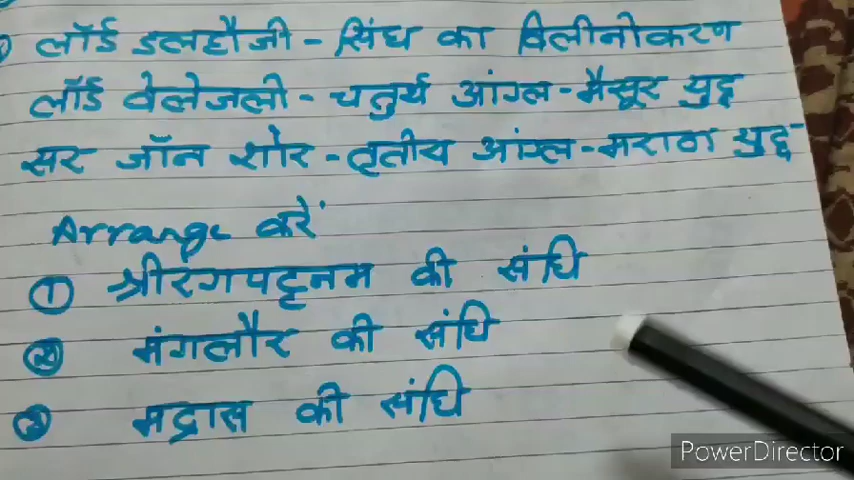 लॉर्ड डलहौजी - सिंध का विलीनीकरण
लॉर्ड वेलेजली - चतुर्थ आंग्ल-मैसूर युद्ध
सर जॉन शोर - तृतीय आंग्ल-मराठा युद्ध
Arrange करें
① श्रीरंगपट्टनम की संधि
② मंगलौर की संधि
③ मद्रास की संधि
PowerDirector